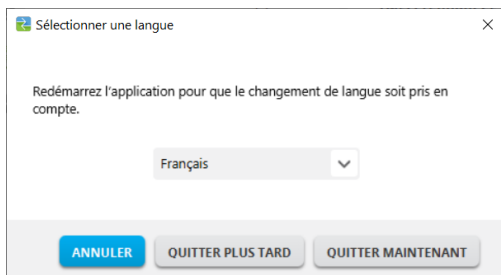 Sélectionner une langue
Redémarrez l'application pour que le changement de langue soit pris en
compte.
Français
ANNULER
QUITTER PLUS TARD
QUITTER MAINTENANT